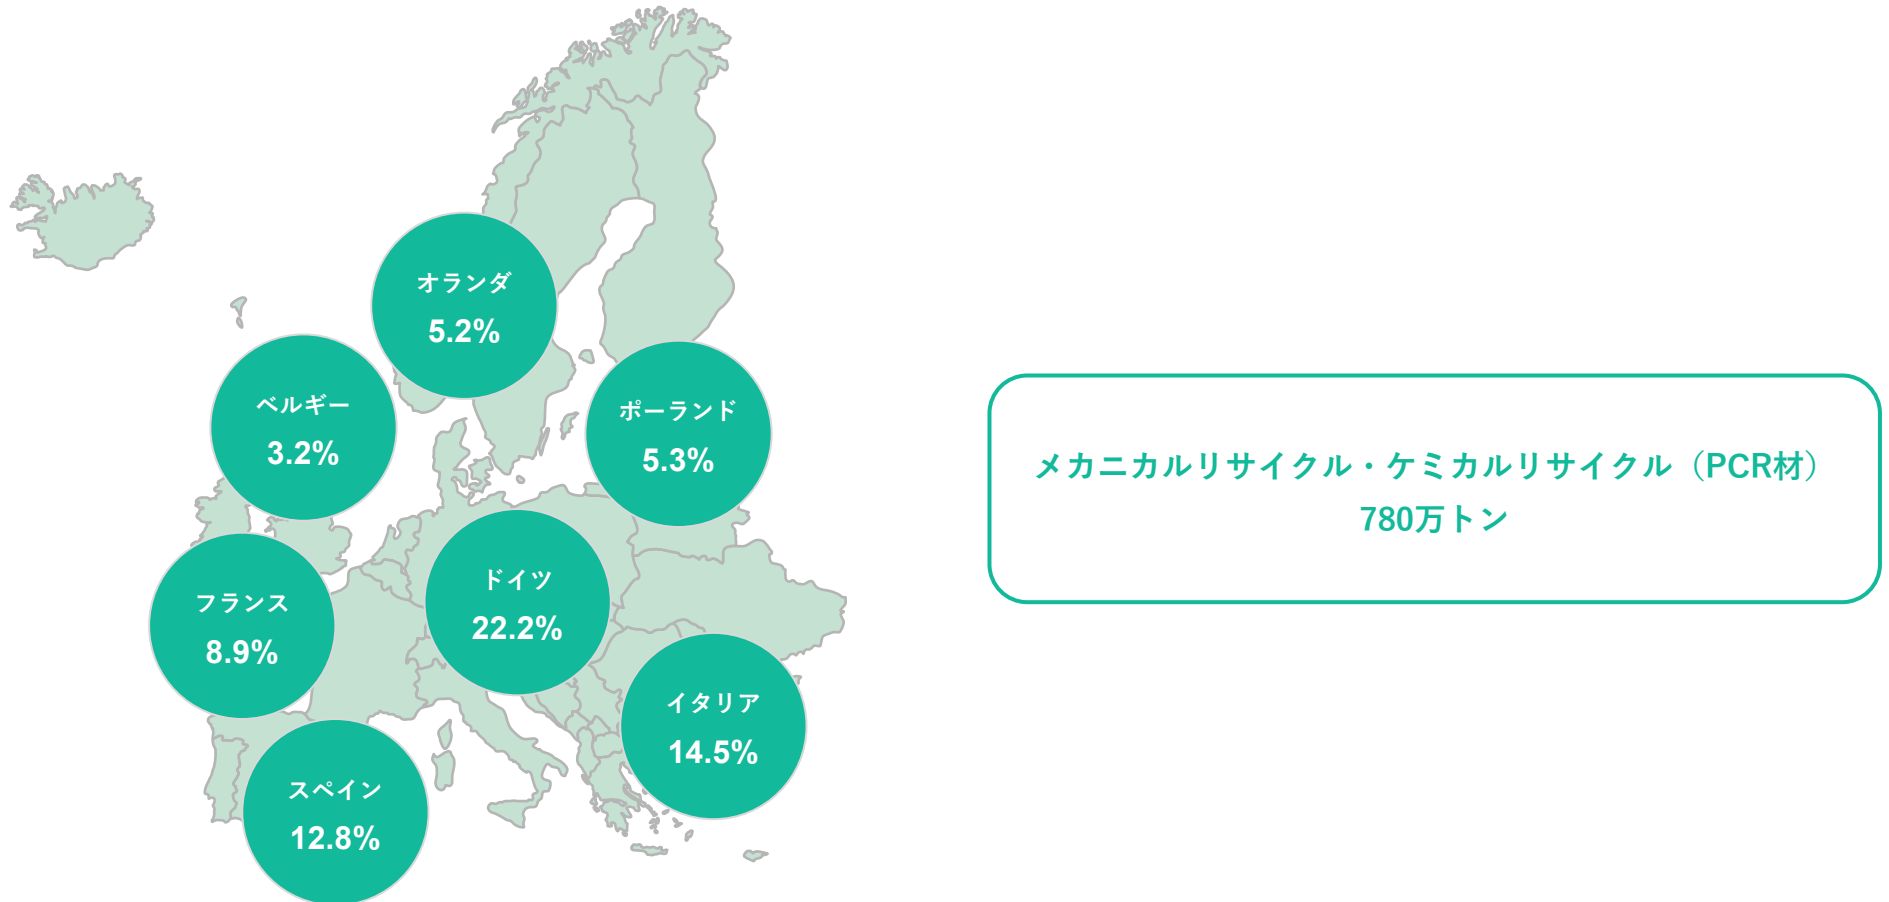 オランダ
5.2%
ベルギー
3.2%
ポーランド
5.3%
フランス
8.9%
ドイツ
22.2%
イタリア
14.5%
スペイン
12.8%
メカニカルリサイクル・ケミカルリサイクル（PCR材）
780万トン